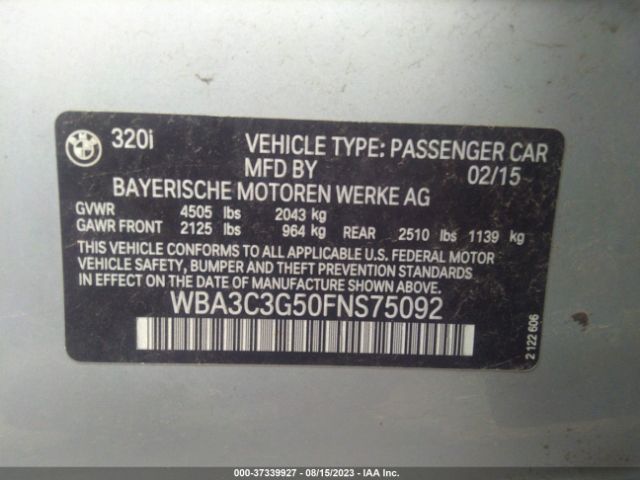 320i VEHICLE TYPE: PASSENGER CAR
MFD BY 02/15
BAYERISCHE MOTOREN WERKE AG
GVWR 4505 lbs 2043 kg
GAWR FRONT 2125 lbs 964 kg REAR 2510 lbs 1139 kg
THIS VEHICLE CONFORMS TO ALL APPLICABLE U.S. FEDERAL MOTOR
VEHICLE SAFETY, BUMPER AND THEFT PREVENTION STANDARDS IN
EFFECT ON THE DATE OF MANUFACTURE SHOWN ABOVE.
WBA3C3G50FNS75092
2 122 606
000-37339927 - 08/15/2023 - IAA Inc.